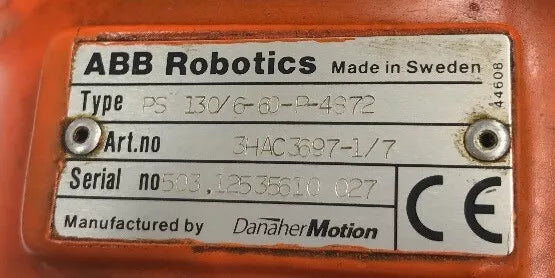 ABB Robotics Made in Sweden
Type PS 130/6-60-P-4372
Art.no 3HAC3697-1/7
Serial no 503.12535610 027
Manufactured by DanaherMotion
CE
44608